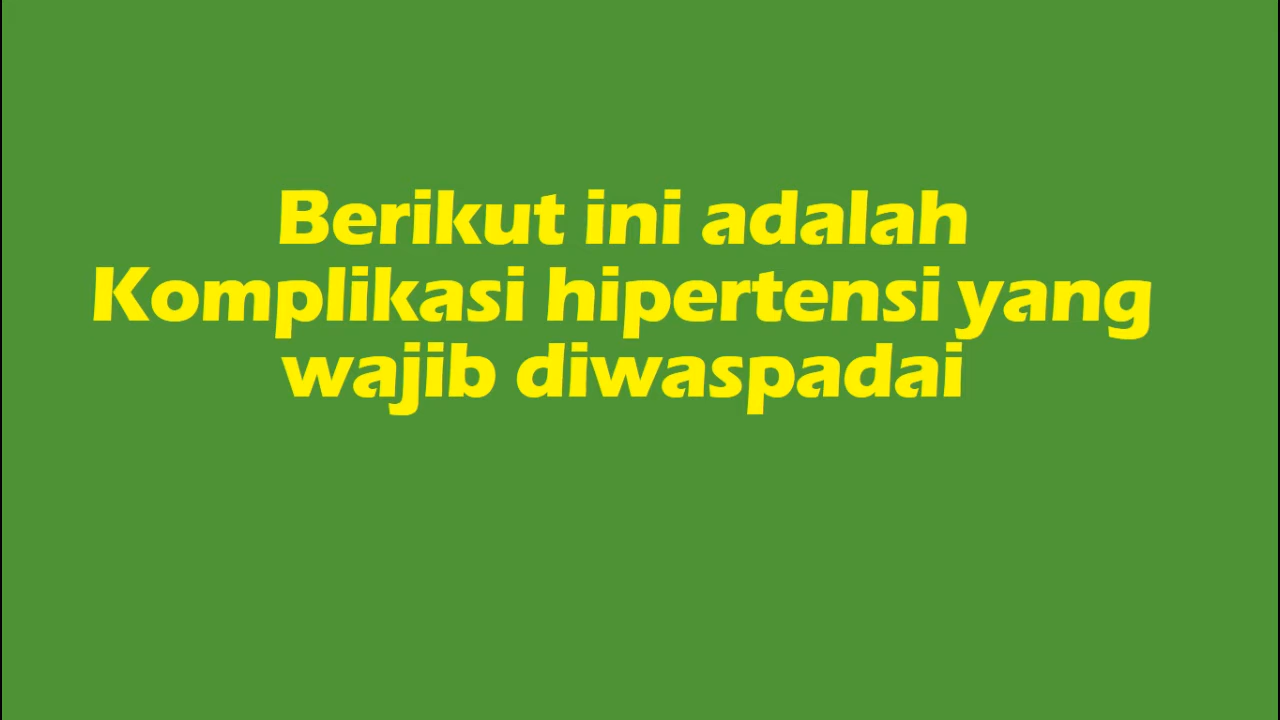 Berikut ini adalah
Komplikasi hipertensi yang
wajib diwaspadai